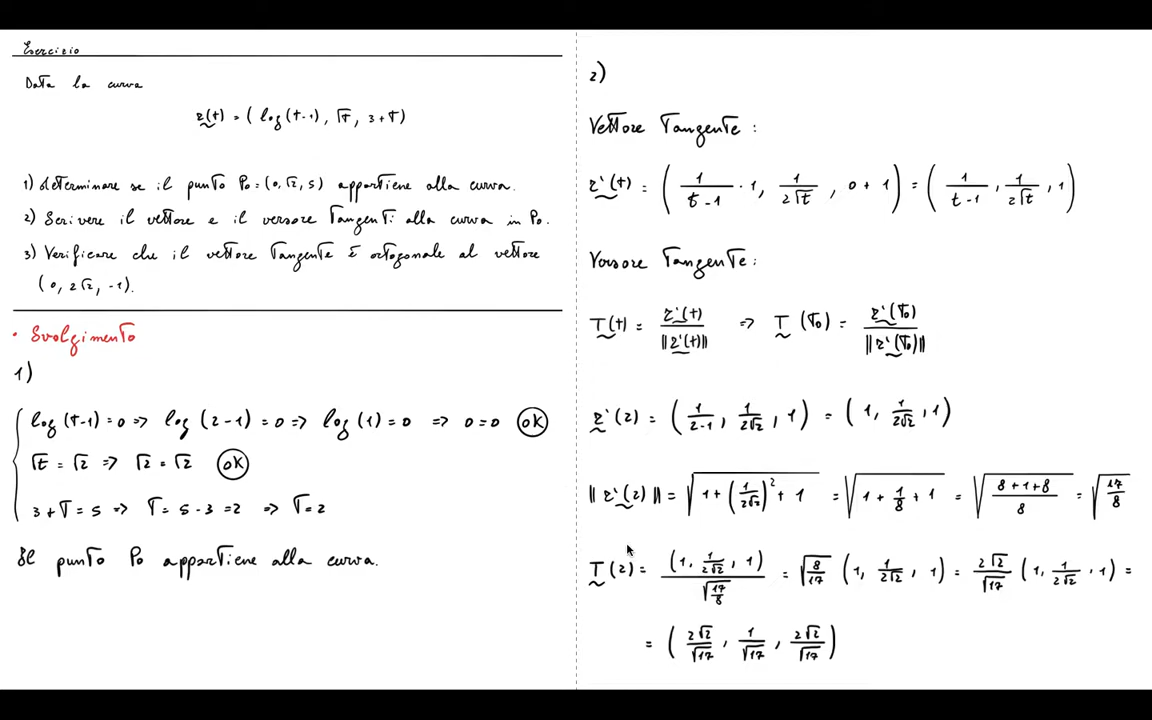 Esercizio
Data la curva
r(t) = (log(t-1), √t, 3+t)
1) Determinare se il punto P0=(0,√2,5) appartiene alla curva.
2) Scrivere il vettore e il versore tangenti alla curva in P0.
3) Verificare che il vettore tangente è ortogonale al vettore
(0, 2√2, -1).
• Svolgimento
1)
log(t-1)=0 => log(2-1)=0 => log(1)=0 => 0=0 OK
√t = √2 => √2 = √2 OK
3+t=5 => t=5-3=2 => t=2
Il punto P0 appartiene alla curva.
2)
Vettore tangente :
r'(t) = (1/(t-1) · 1, 1/(2√t), 0+1) = (1/(t-1), 1/(2√t), 1)
Versore tangente :
T(t) = r'(t)/||r'(t)|| => T(t0) = r'(t0)/||r'(t0)||
r'(2) = (1/(2-1), 1/(2√2), 1) = (1, 1/(2√2), 1)
||r'(2)|| = √(1+(1/(2√2))²+1) = √(1+1/8+1) = √((8+1+8)/8) = √(17/8)
T(2) = (1, 1/(2√2), 1)/√(17/8) = √(8/17) (1, 1/(2√2), 1) = 2√2/√17 (1, 1/(2√2), 1) =
= (2√2/√17, 1/√17, 2√2/√17)